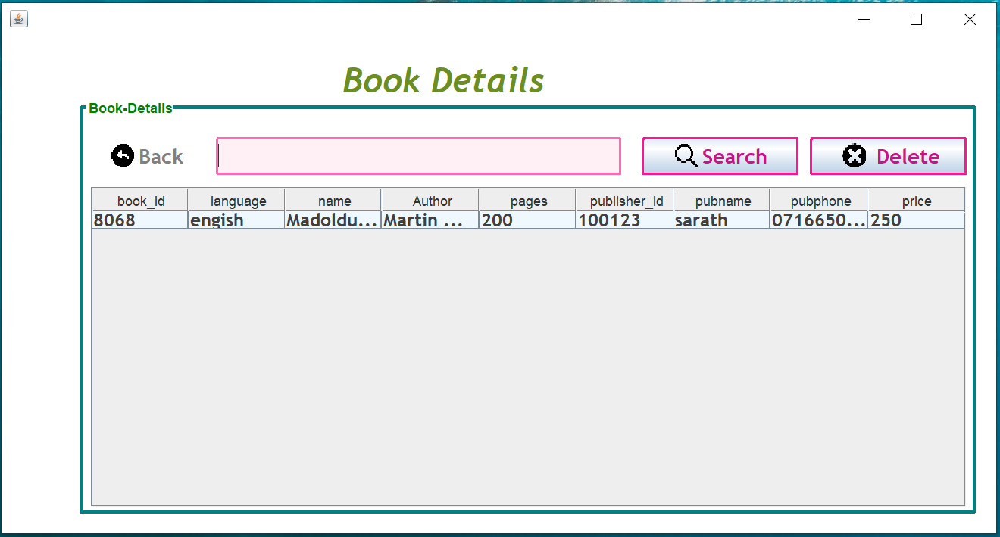 Book Details
Book-Details
Back Search Delete
book_id language name Author pages publisher_id pubname pubphone price
8068 engish Madoldu... Martin ... 200 100123 sarath 0716650... 250